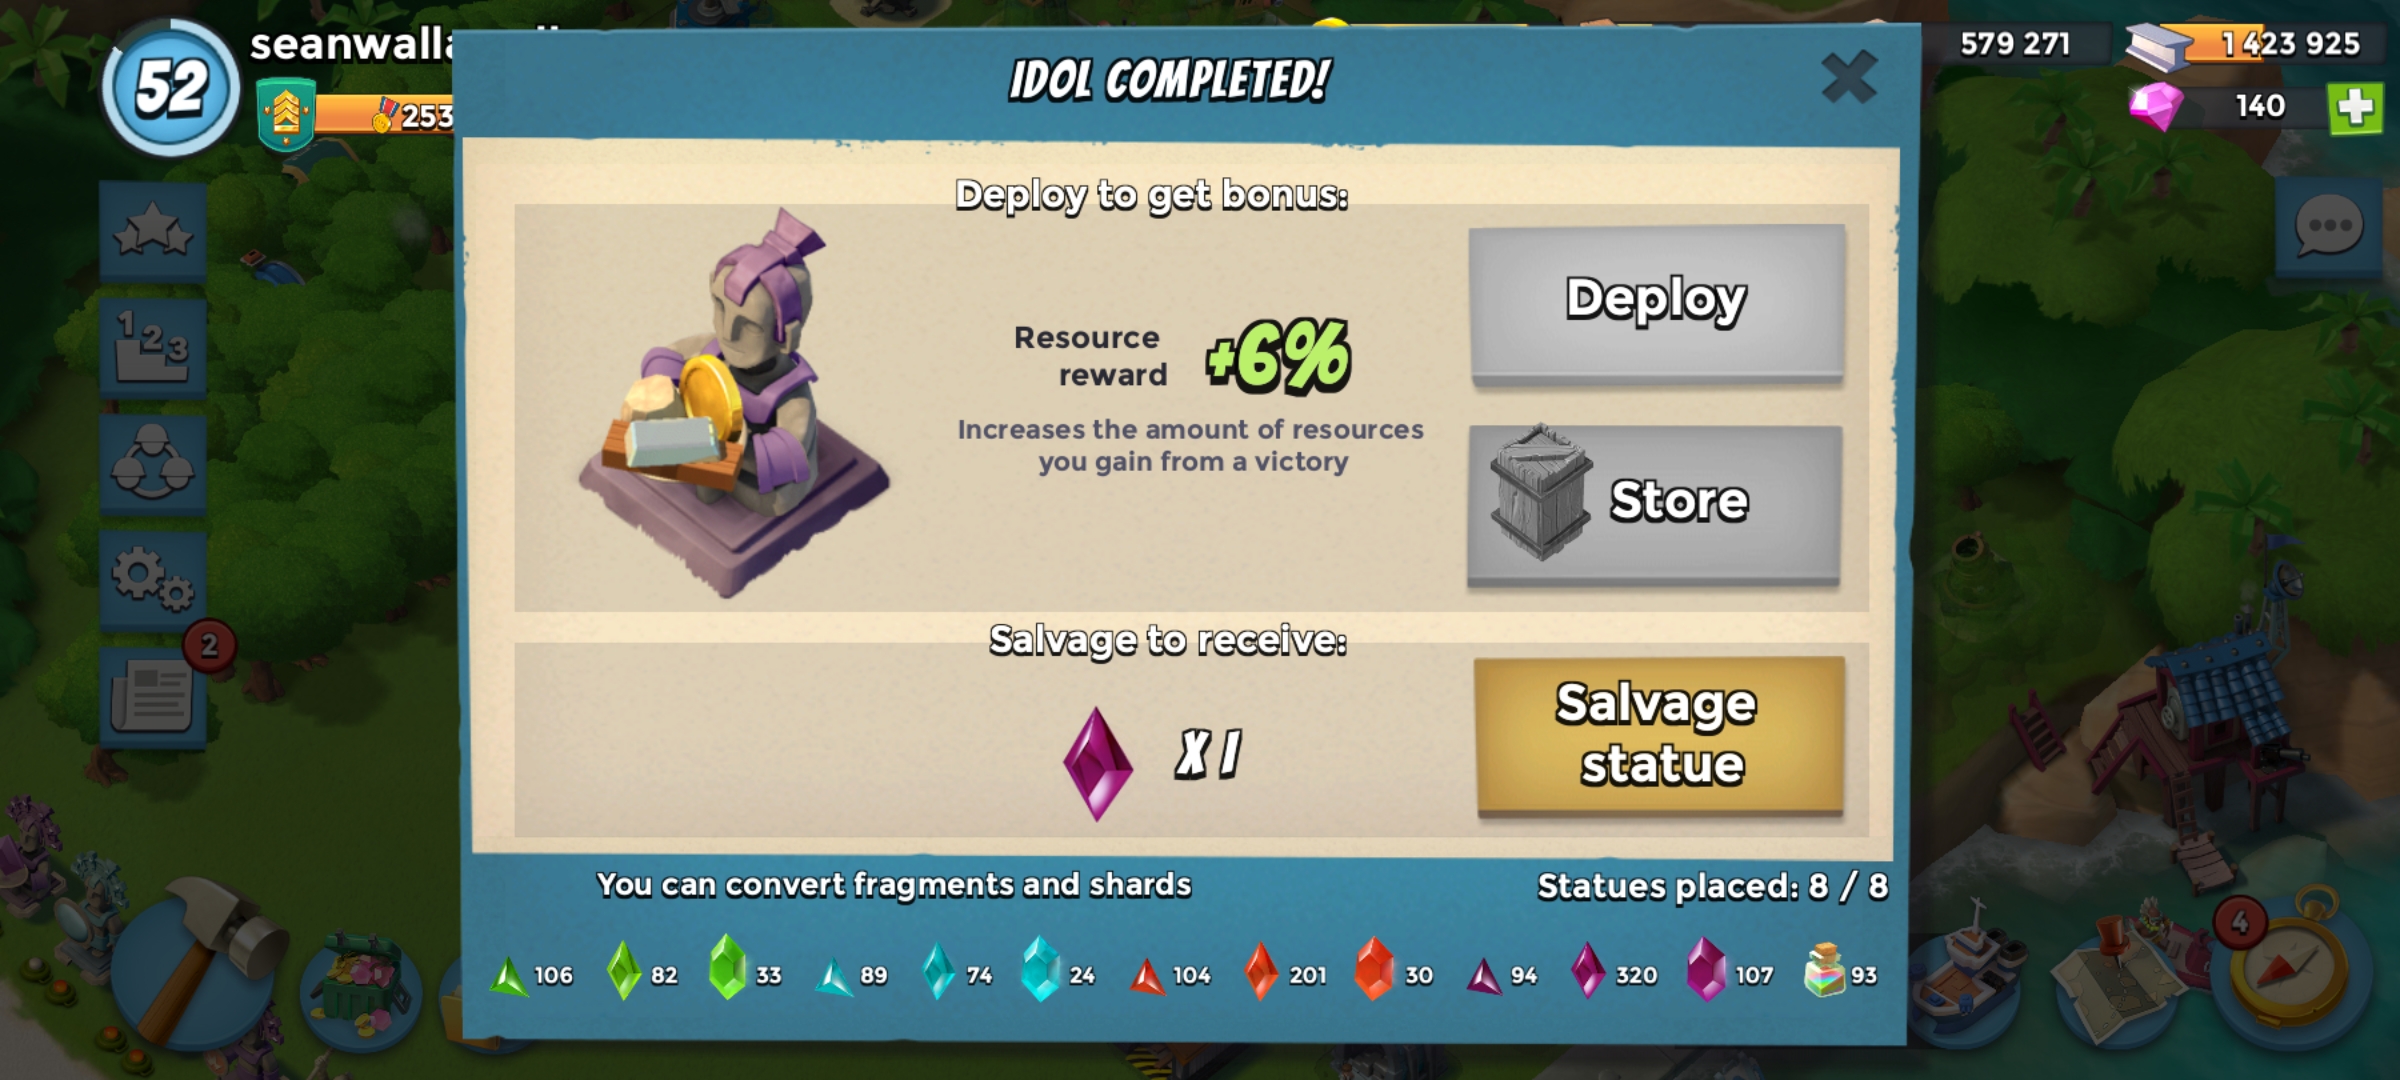 52
253
579 271
1 423 925
140
IDOL COMPLETED!
Deploy to get bonus:
Resource
reward
+6%
Increases the amount of resources
you gain from a victory
Deploy
Store
Salvage to receive:
X 1
Salvage
statue
1 2 3
2
You can convert fragments and shards
Statues placed: 8 / 8
4
106
82
33
89
74
24
104
201
30
94
320
107
93